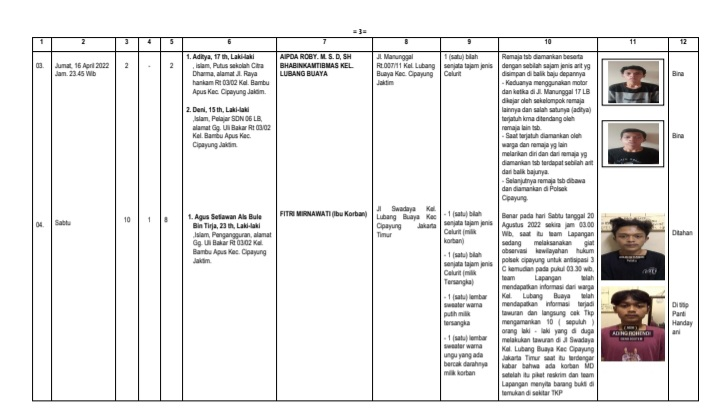 = 3=
1 2 3 4 5 6 7 8 9 10 11 12
03.
Jumat, 16 April 2022
Jam. 23.45 Wib
2
-
2
1. Aditya, 17 th, Laki-laki
, islam, Putus sekolah Citra
Dharma, alamat Jl. Raya
hankam Rt 03/02 Kel. Bambu
Apus Kec. Cipayung Jaktim.
2. Deni, 15 th, Laki-laki
,Islam, Pelajar SDN 06 LB,
alamat Gg. Uli Bakar Rt 03/02
Kel. Bambu Apus Kec.
Cipayung Jaktim.
AIPDA ROBY. M. S. D, SH
BHABINKAMTIBMAS KEL.
LUBANG BUAYA
Jl. Manunggal
Rt.007/11 Kel. Lubang
Buaya Kec. Cipayung
Jaktim
1 (satu) bilah
senjata tajam jenis
Celurit
Remaja tsb diamankan beserta
dengan sebilah sajam jenis arit yg
disimpan di balik baju depannya
- Keduanya menggunakan motor
dan ketika di Jl. Manunggal 17 LB
dikejar oleh sekelompok remaja
lainnya dan salah satunya (aditya)
terjatuh krna ditendang oleh
remaja lain tsb.
- Saat terjatuh diamankan oleh
warga dan remaja yg lain
melarikan diri dan dari remaja yg
diamankan tsb terdapat sebilah arit
dari balik bajunya.
- Selanjutnya remaja tsb dibawa
dan diamankan di Polsek
Cipayung.
Bina
Bina
04.
Sabtu
10
1
8
1. Agus Setiawan Als Bule
Bin Tirja, 23 th, Laki-laki
,Islam, Pengangguran, alamat
Gg. Uli Bakar Rt 03/02 Kel.
Bambu Apus Kec. Cipayung
Jaktim.
FITRI MIRNAWATI (Ibu Korban)
Jl Swadaya Kel.
Lubang Buaya Kec
Cipayung Jakarta
Timur
- 1 (satu) bilah
senjata tajam jenis
Celurit (milik
korban)
- 1 (satu) bilah
senjata tajam jenis
Celurit (milik
Tersangka)
- 1 (satu) lembar
sweater warna
putih milik
tersangka
- 1 (satu) lembar
sweater warna
ungu yang ada
bercak darahnya
milik korban
Benar pada hari Sabtu tanggal 20
Agustus 2022 sekira jam 03.00
Wib, saat itu team Lapangan
sedang melaksanakan giat
observasi kewilayahan hukum
polsek cipayung untuk antisipasi 3
C kemudian pada pukul 03.30 wib,
team Lapangan telah
mendapatkan informasi dari warga
Kel. Lubang Buaya telah
mendapatkan informasi terjadi
tawuran dan langsung cek Tkp
mengamankan 10 ( sepuluh )
orang laki - laki yang di duga
melakukan tawuran di Jl Swadaya
Kel. Lubang Buaya Kec Cipayung
Jakarta Timur saat itu terdengar
kabar bahwa ada korban MD
setelah itu piket reskrim dan team
Lapangan menyita barang bukti di
temukan di sekitar TKP
Ditahan
Di titip
Panti
Handay
ani